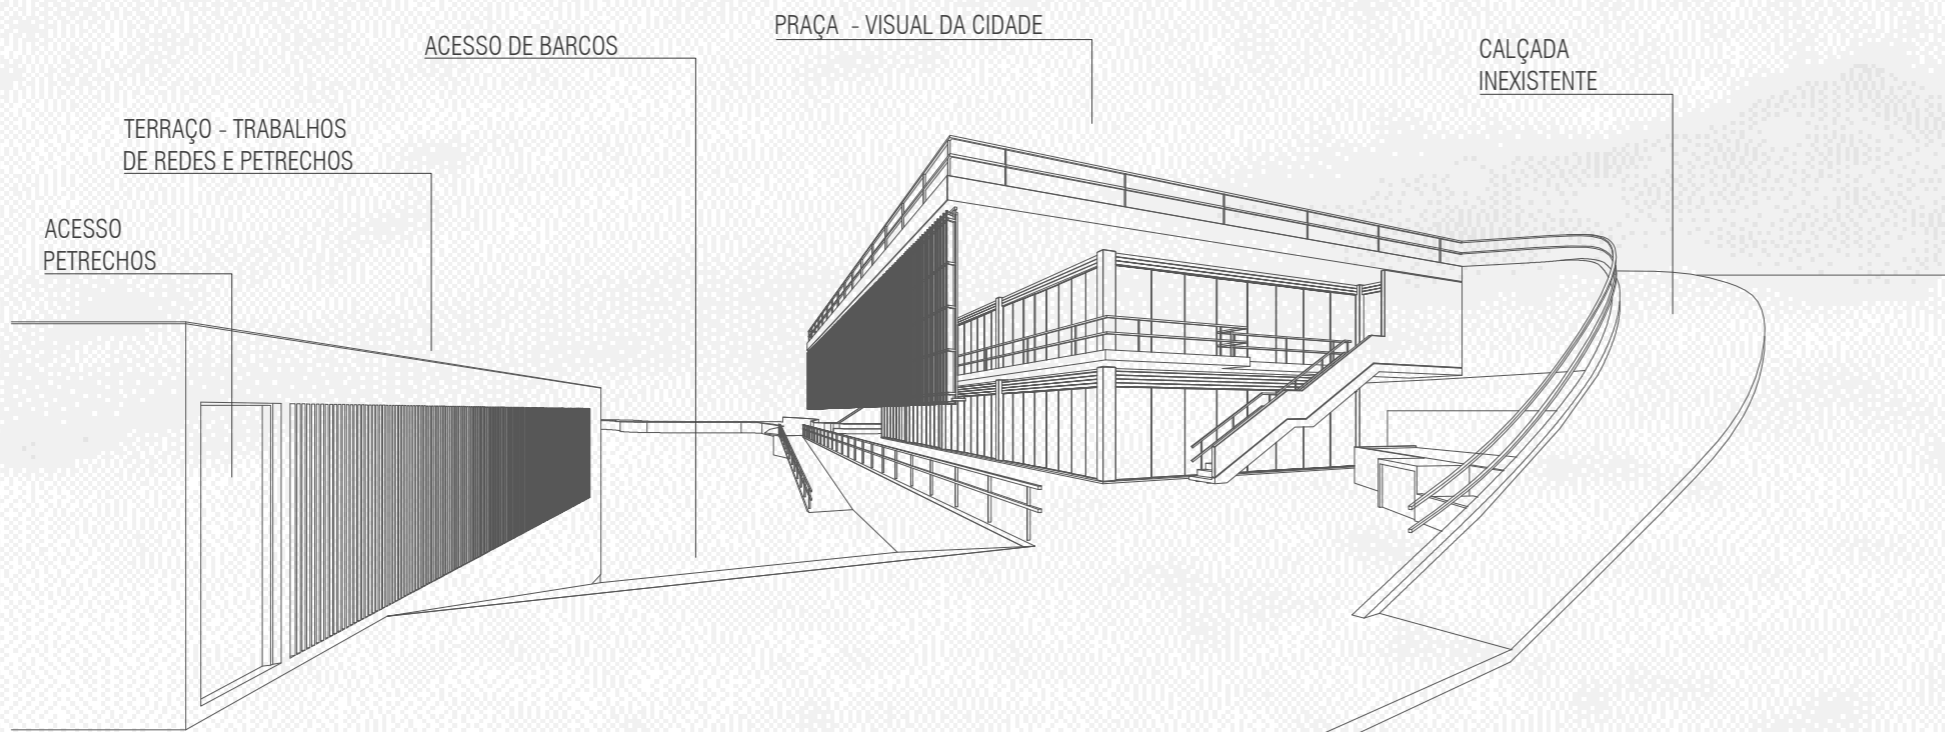 PRAÇA - VISUAL DA CIDADE
ACESSO DE BARCOS
CALÇADA
INEXISTENTE
TERRAÇO - TRABALHOS
DE REDES E PETRECHOS
ACESSO
PETRECHOS